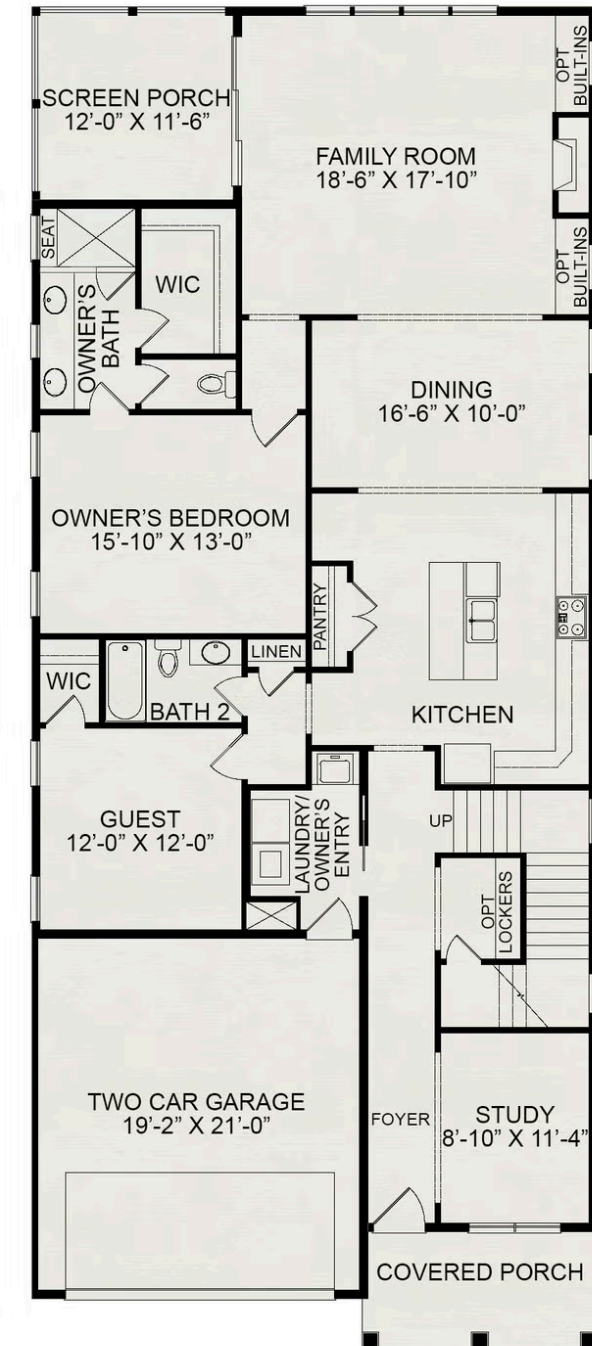 SCREEN PORCH
12'-0” X 11'-6”
FAMILY ROOM
18'-6” X 17'-10”
OPT
BUILT-INS
OPT
BUILT-INS
SEAT
WIC
OWNER'S
BATH
DINING
16'-6” X 10'-0”
OWNER'S BEDROOM
15'-10” X 13'-0”
PANTRY
KITCHEN
LINEN
WIC
BATH 2
GUEST
12'-0” X 12'-0”
LAUNDRY/
OWNER'S
ENTRY
UP
OPT
LOCKERS
TWO CAR GARAGE
19'-2” X 21'-0”
FOYER
STUDY
8'-10” X 11'-4”
COVERED PORCH